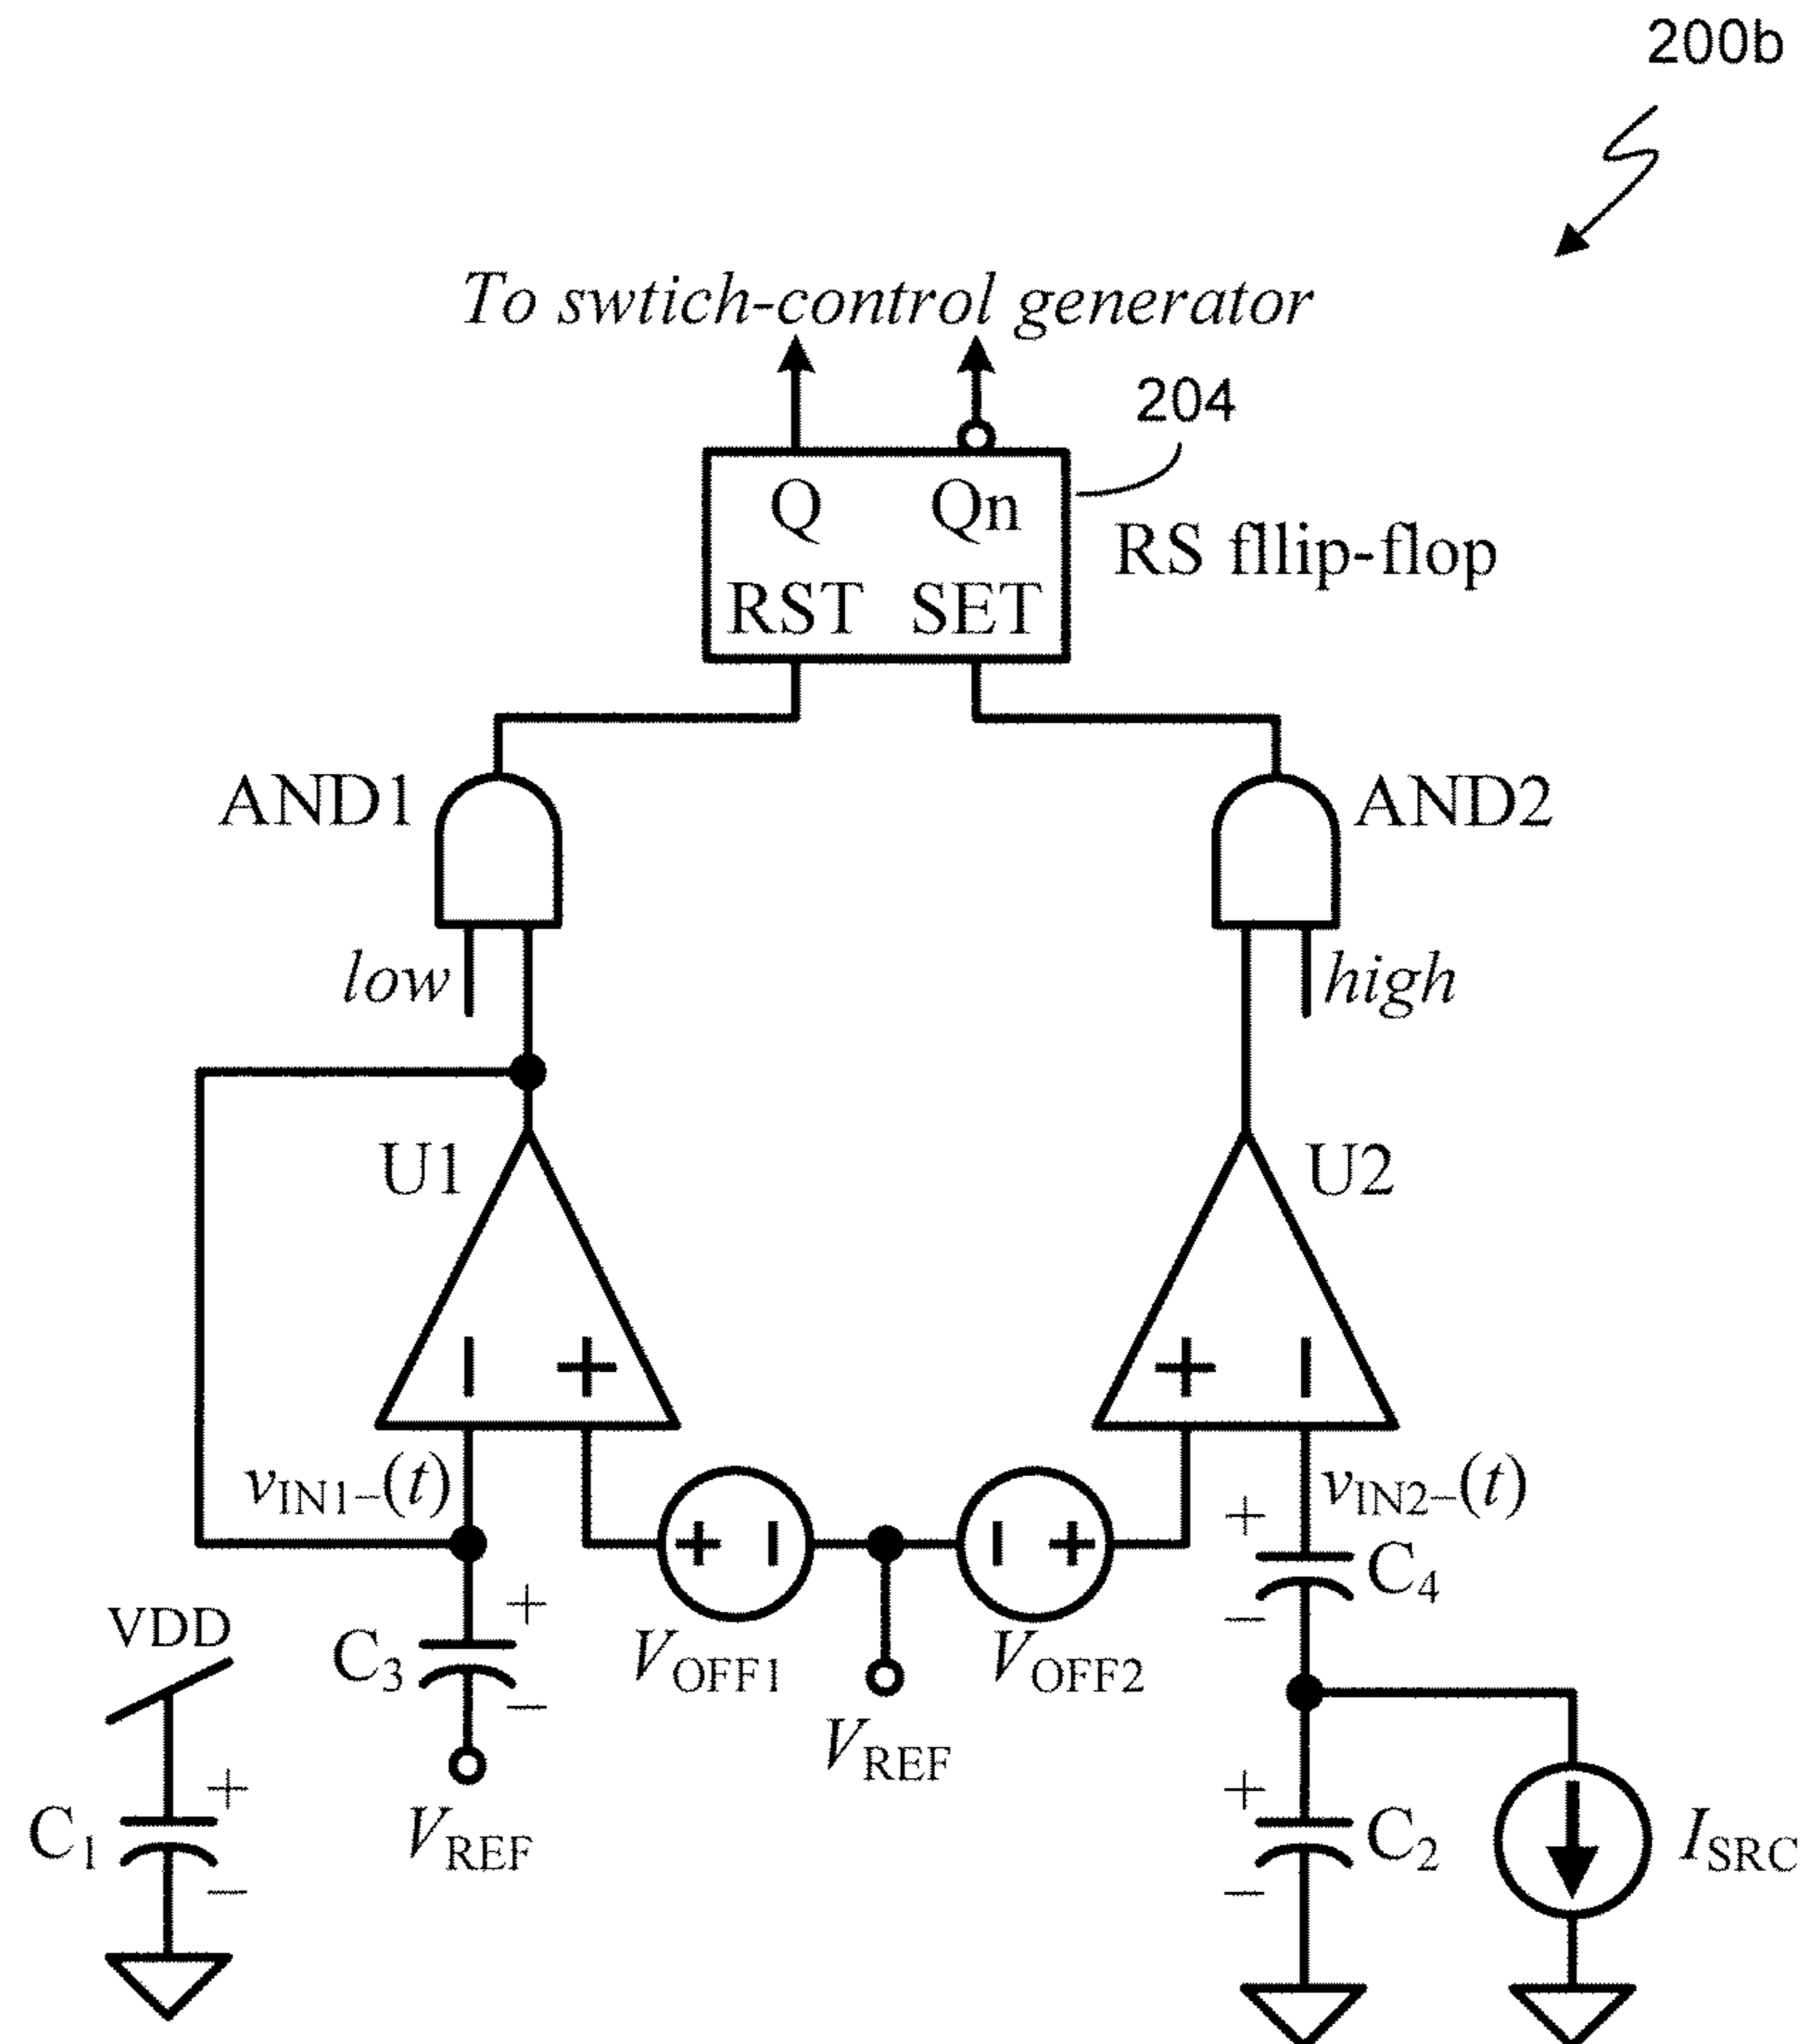 200b
To swtich-control generator
204
Q Qn
RS fllip-flop
RST SET
AND1
AND2
low
high
U1
U2
− +
+ −
vIN1−(t)
vIN2−(t)
+
+ −
− +
C4
−
VDD
C3
+
−
VOFF1
VOFF2
VREF
VREF
C1
+
−
+
C2
−
ISRC